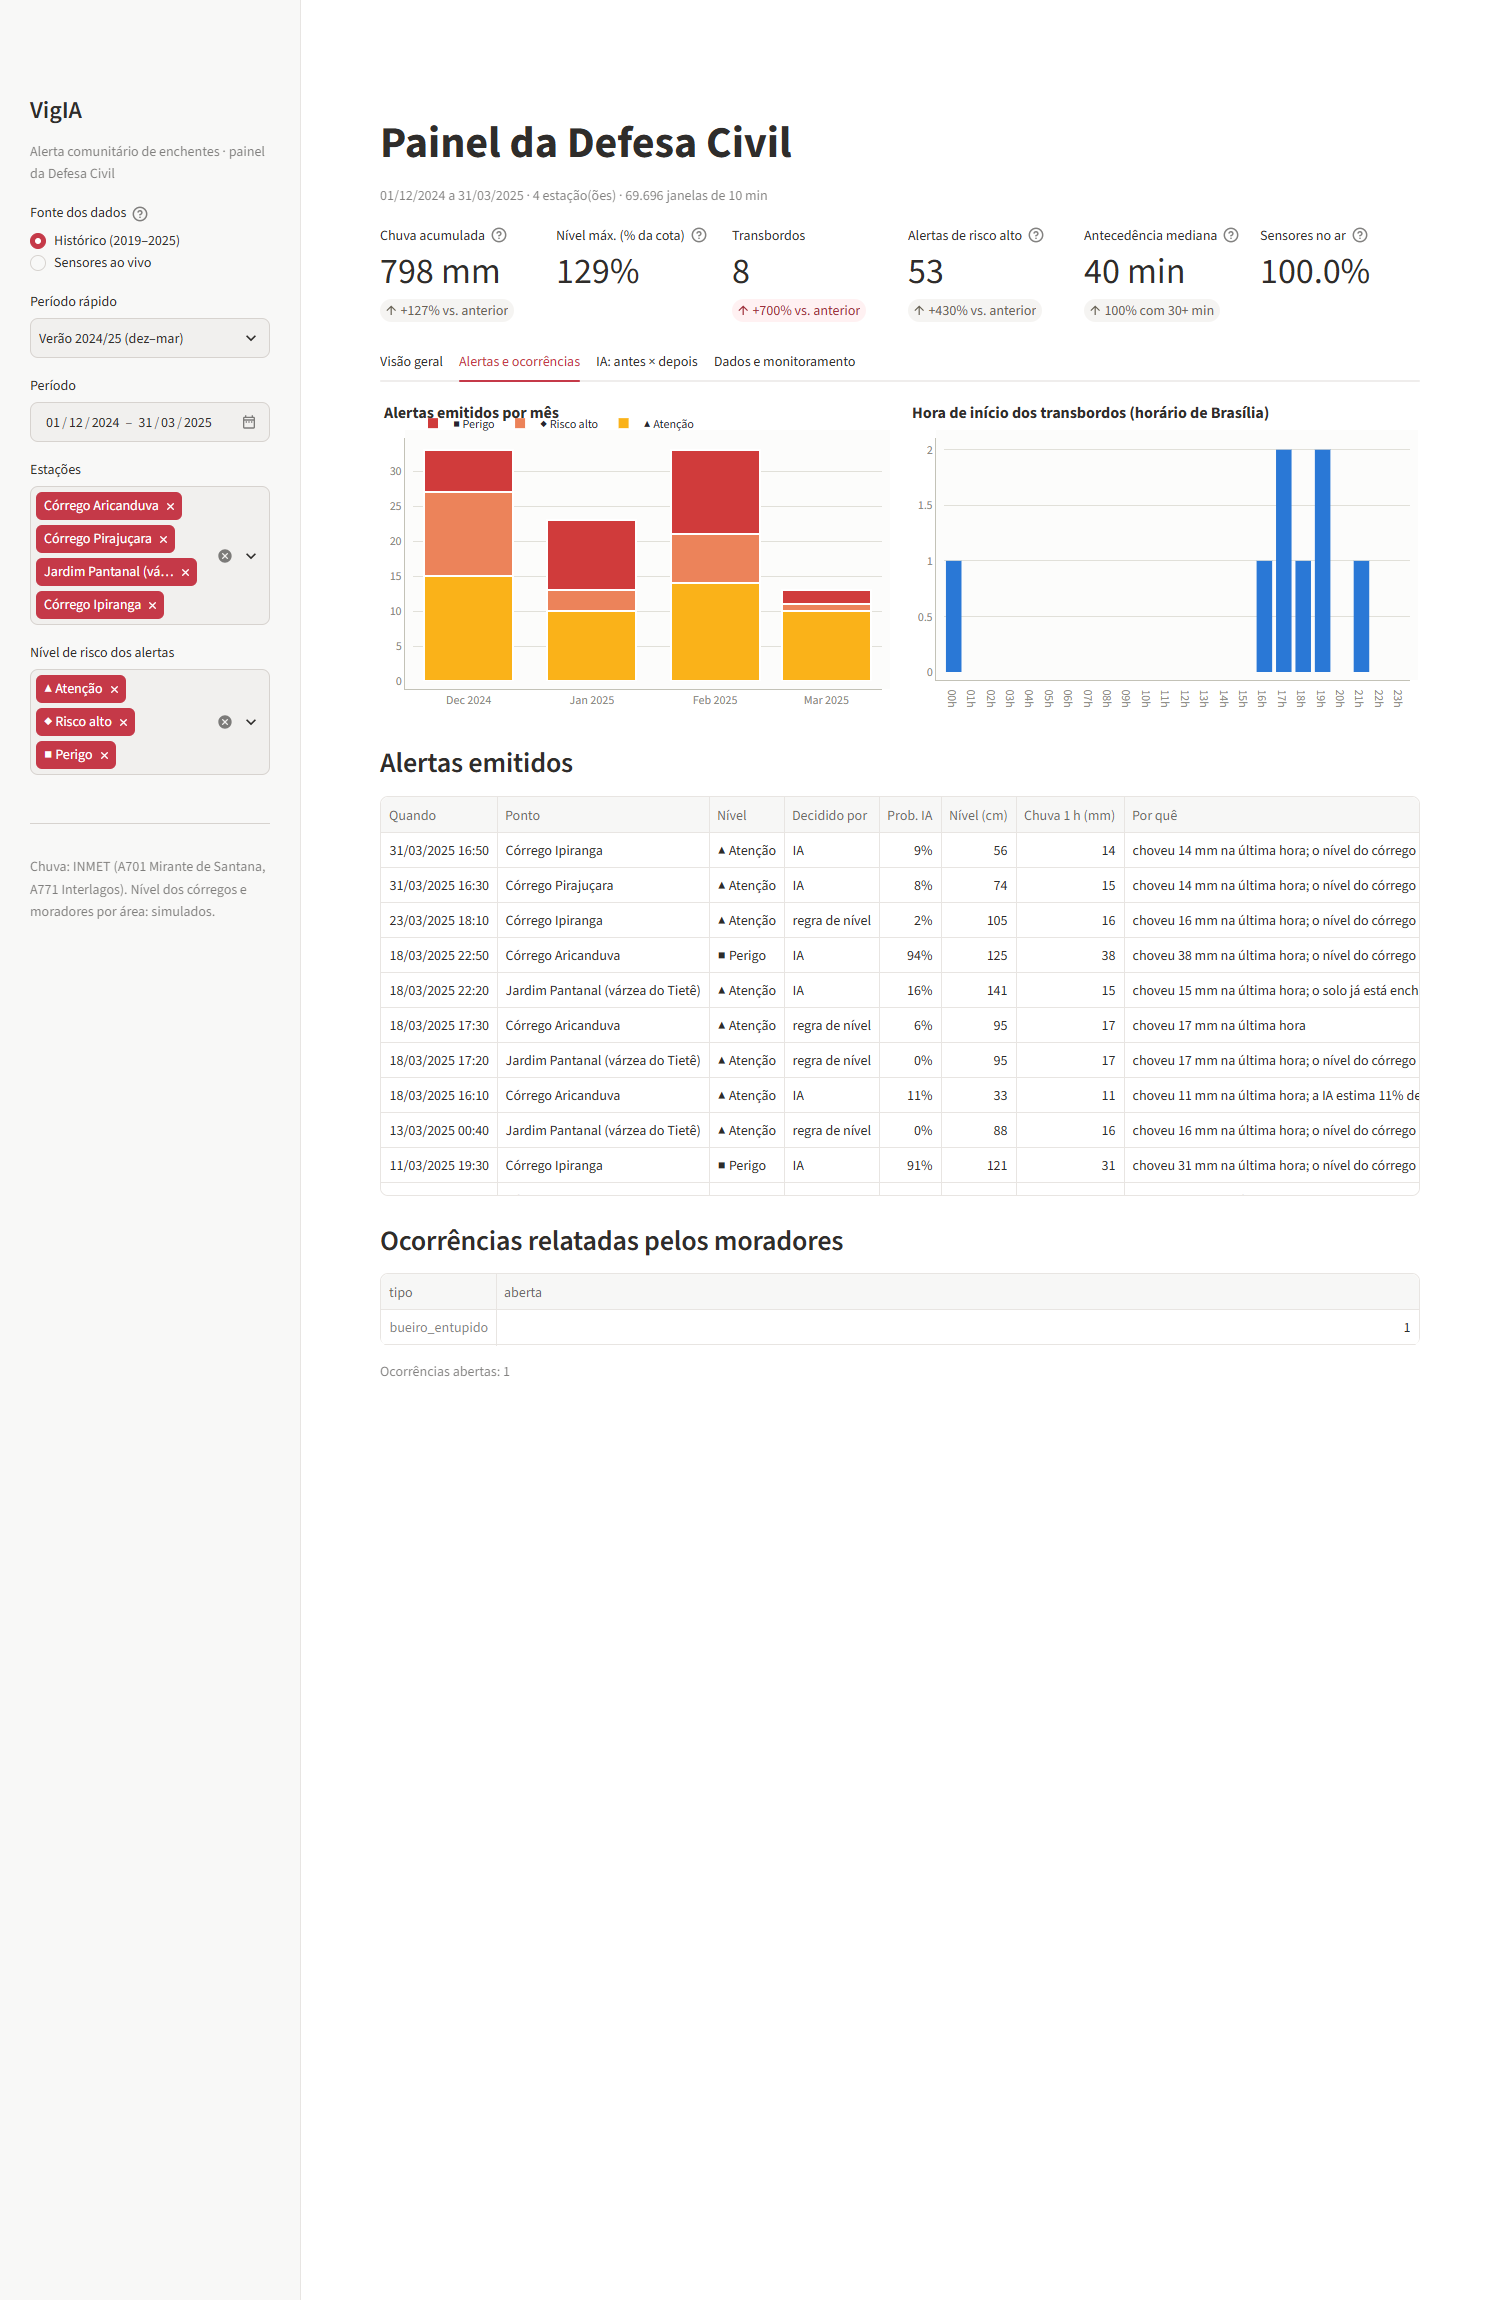 VigIA
Alerta comunitário de enchentes · painel
da Defesa Civil
Fonte dos dados
Histórico (2019–2025)
Sensores ao vivo
Período rápido
Verão 2024/25 (dez–mar)
Período
01 / 12 / 2024 – 31 / 03 / 2025
Estações
Córrego Aricanduva ×
Córrego Pirajuçara ×
Jardim Pantanal (vá… ×
Córrego Ipiranga ×
Nível de risco dos alertas
▲ Atenção ×
◆ Risco alto ×
■ Perigo ×
Chuva: INMET (A701 Mirante de Santana,
A771 Interlagos). Nível dos córregos e
moradores por área: simulados.
Painel da Defesa Civil
01/12/2024 a 31/03/2025 · 4 estação(ões) · 69.696 janelas de 10 min
Chuva acumulada Nível máx. (% da cota) Transbordos Alertas de risco alto Antecedência mediana Sensores no ar
798 mm 129% 8 53 40 min 100.0%
↑ +127% vs. anterior ↑ +700% vs. anterior ↑ +430% vs. anterior ↑ 100% com 30+ min
Visão geral Alertas e ocorrências IA: antes × depois Dados e monitoramento
Alertas emitidos por mês
■ Perigo ◆ Risco alto ▲ Atenção
30
25
20
15
10
5
0
Dec 2024 Jan 2025 Feb 2025 Mar 2025
Hora de início dos transbordos (horário de Brasília)
2
1.5
1
0.5
0
00h 01h 02h 03h 04h 05h 06h 07h 08h 09h 10h 11h 12h 13h 14h 15h 16h 17h 18h 19h 20h 21h 22h 23h
Alertas emitidos
Quando Ponto Nível Decidido por Prob. IA Nível (cm) Chuva 1 h (mm) Por quê
31/03/2025 16:50 Córrego Ipiranga ▲ Atenção IA 9% 56 14 choveu 14 mm na última hora; o nível do córrego
31/03/2025 16:30 Córrego Pirajuçara ▲ Atenção IA 8% 74 15 choveu 14 mm na última hora; o nível do córrego
23/03/2025 18:10 Córrego Ipiranga ▲ Atenção regra de nível 2% 105 16 choveu 16 mm na última hora; o nível do córrego
18/03/2025 22:50 Córrego Aricanduva ■ Perigo IA 94% 125 38 choveu 38 mm na última hora; o nível do córrego
18/03/2025 22:20 Jardim Pantanal (várzea do Tietê) ▲ Atenção IA 16% 141 15 choveu 15 mm na última hora; o solo já está ench
18/03/2025 17:30 Córrego Aricanduva ▲ Atenção regra de nível 6% 95 17 choveu 17 mm na última hora
18/03/2025 17:20 Jardim Pantanal (várzea do Tietê) ▲ Atenção regra de nível 0% 95 17 choveu 17 mm na última hora; o nível do córrego
18/03/2025 16:10 Córrego Aricanduva ▲ Atenção IA 11% 33 11 choveu 11 mm na última hora; a IA estima 11% de
13/03/2025 00:40 Jardim Pantanal (várzea do Tietê) ▲ Atenção regra de nível 0% 88 16 choveu 16 mm na última hora; o nível do córrego
11/03/2025 19:30 Córrego Ipiranga ■ Perigo IA 91% 121 31 choveu 31 mm na última hora; o nível do córrego
Ocorrências relatadas pelos moradores
tipo aberta
bueiro_entupido 1
Ocorrências abertas: 1